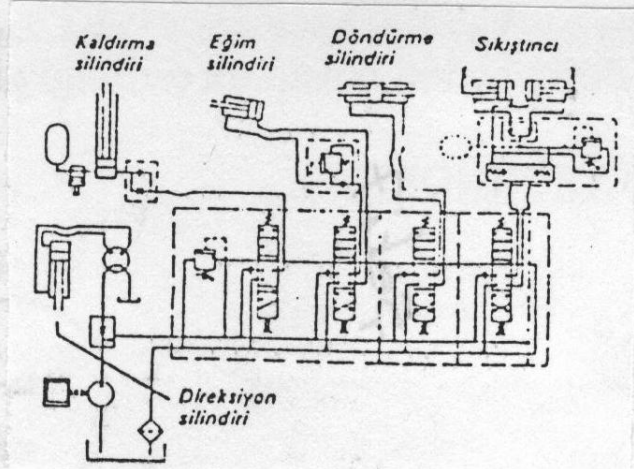 Kaldırma
silindiri
Eğim
silindiri
Döndürme
silindiri
Sıkıştırıcı
Direksiyon
silindiri